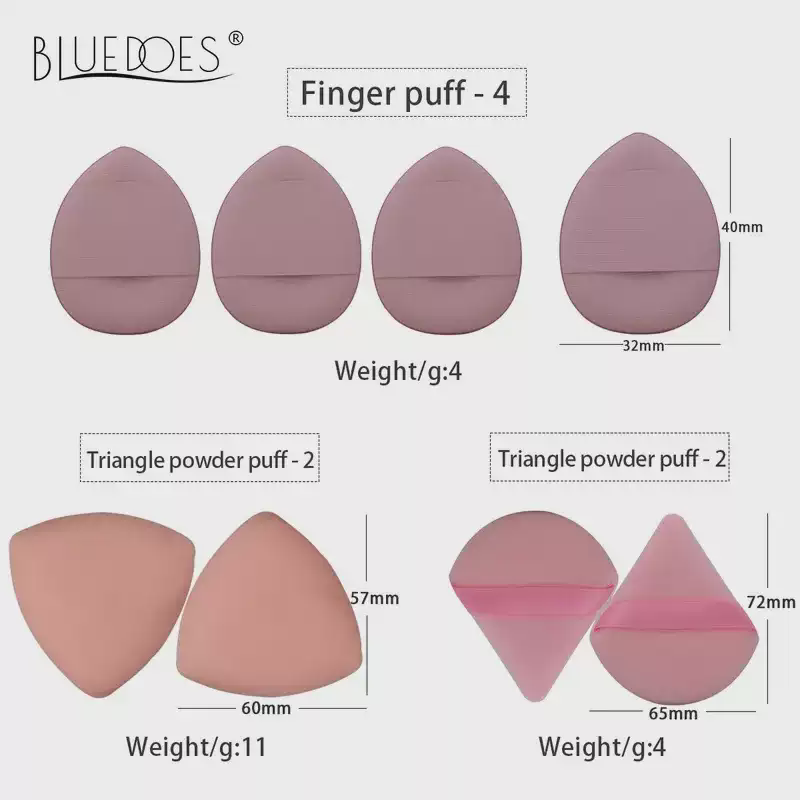 BLUEDOES®
Finger puff - 4
40mm
32mm
Weight/g:4
Triangle powder puff - 2
Triangle powder puff - 2
57mm
72mm
60mm
65mm
Weight/g:11
Weight/g:4